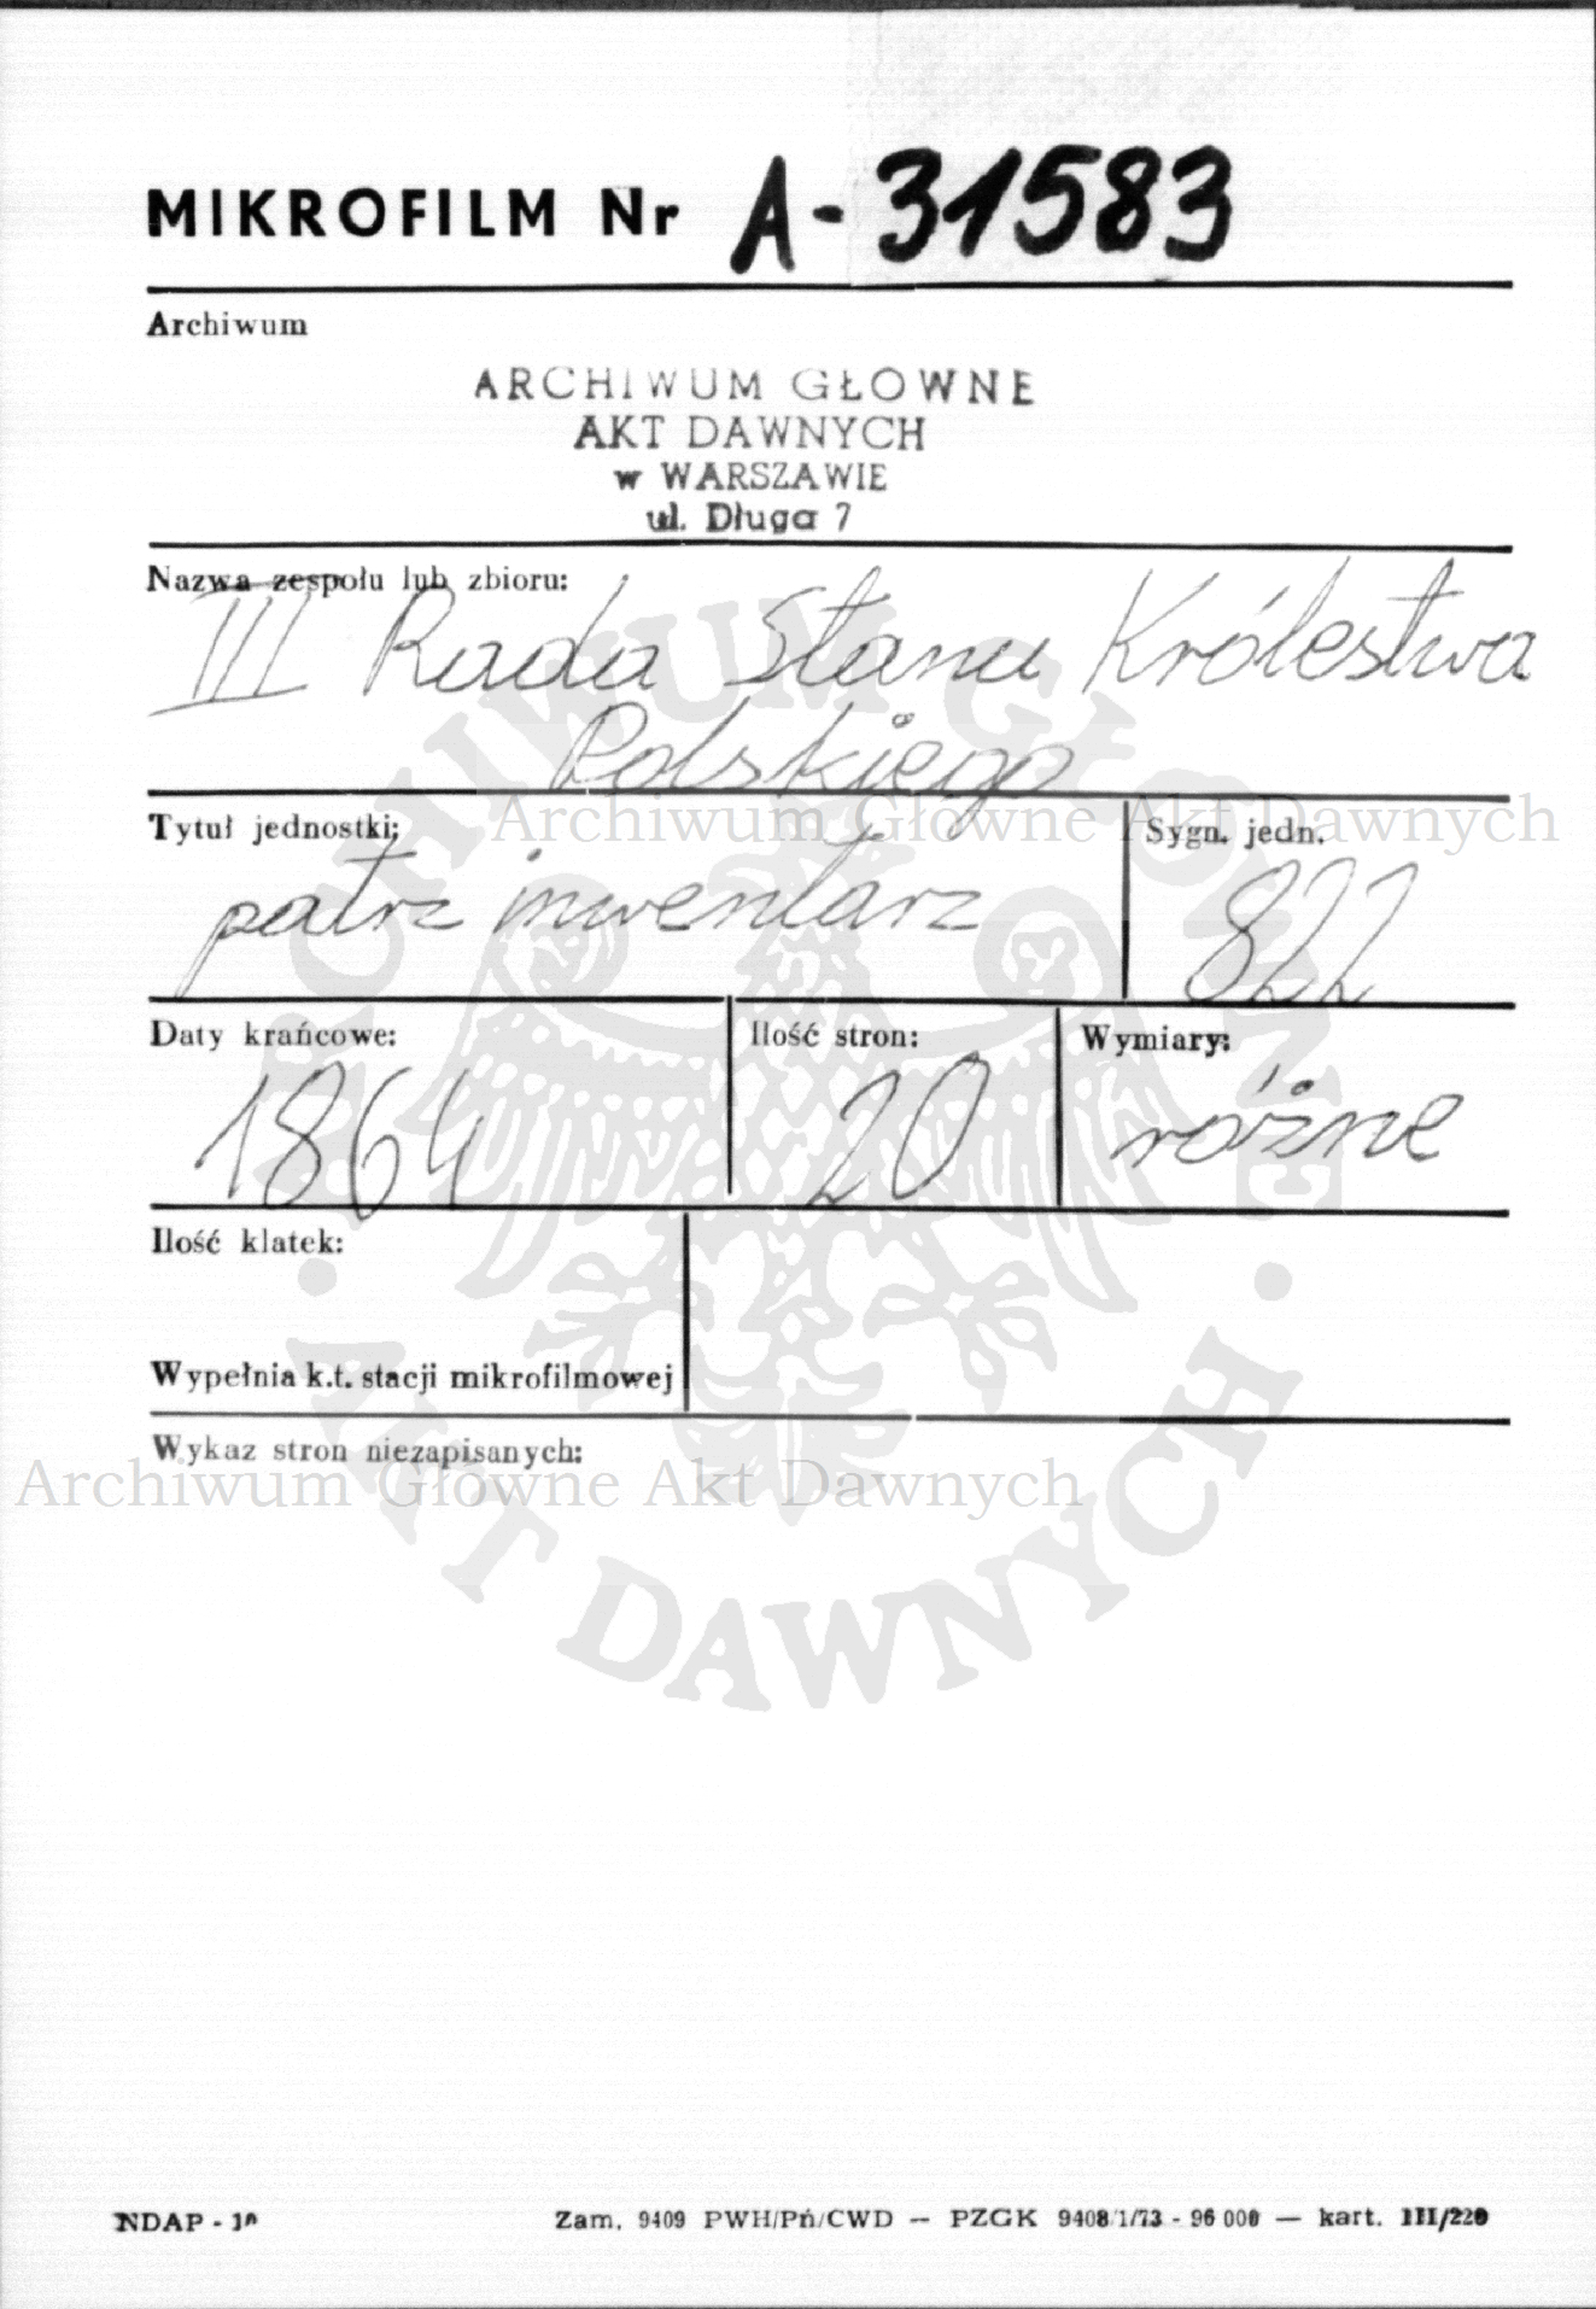 MIKROFILM Nr A-31583
Archiwum
ARCHIWUM GŁOWNE
AKT DAWNYCH
w WARSZAWIE
ul. Długa 7
Nazwa zespołu lub zbioru:
III Rada Stanu Królestwa
Polskiego
Archiwum Główne Akt Dawnych
Tytuł jednostki: Sygn. jedn.
patrz inwentarz 822
Daty krańcowe: Ilość stron: Wymiary:
1864 20 różne
Ilość klatek:
Wypełnia k.t. stacji mikrofilmowej
Wykaz stron niezapisanych:
Archiwum Główne Akt Dawnych
ARCHIWUM GŁÓWNE
· AKT DAWNYCH ·
NDAP - Zam. 9409 PWH/Pń/CWD — PZGK 9408/1/73 - 96 000 — kart. III/220